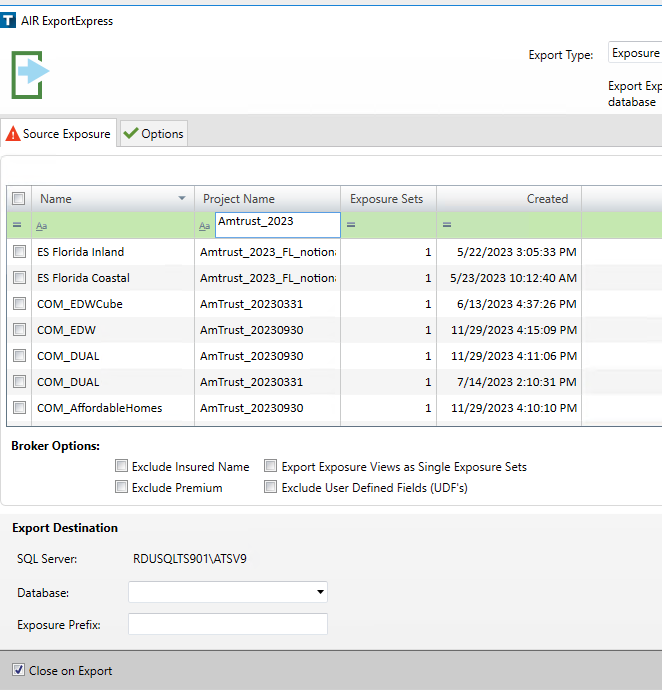 T AIR ExportExpress
Export Type: Exposure
Export Exp
database
Source Exposure Options
Name Project Name Exposure Sets Created
= Aa Aa Amtrust_2023 = =
ES Florida Inland Amtrust_2023_FL_notion 1 5/22/2023 3:05:33 PM
ES Florida Coastal Amtrust_2023_FL_notion 1 5/23/2023 10:12:40 AM
COM_EDWCube AmTrust_20230331 1 6/13/2023 4:37:26 PM
COM_EDW AmTrust_20230930 1 11/29/2023 4:15:09 PM
COM_DUAL AmTrust_20230930 1 11/29/2023 4:11:06 PM
COM_DUAL AmTrust_20230331 1 7/14/2023 2:10:31 PM
COM_AffordableHomes AmTrust_20230930 1 11/29/2023 4:10:10 PM
Broker Options:
Exclude Insured Name Export Exposure Views as Single Exposure Sets
Exclude Premium Exclude User Defined Fields (UDF's)
Export Destination
SQL Server: RDUSQLTS901\ATSV9
Database:
Exposure Prefix:
Close on Export